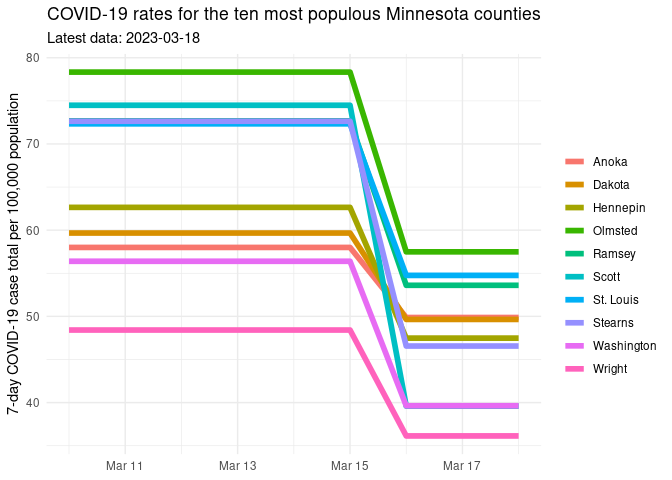 COVID-19 rates for the ten most populous Minnesota counties
Latest data: 2023-03-18
7-day COVID-19 case total per 100,000 population
80
70
60
50
40
Mar 11
Mar 13
Mar 15
Mar 17
Anoka
Dakota
Hennepin
Olmsted
Ramsey
Scott
St. Louis
Stearns
Washington
Wright